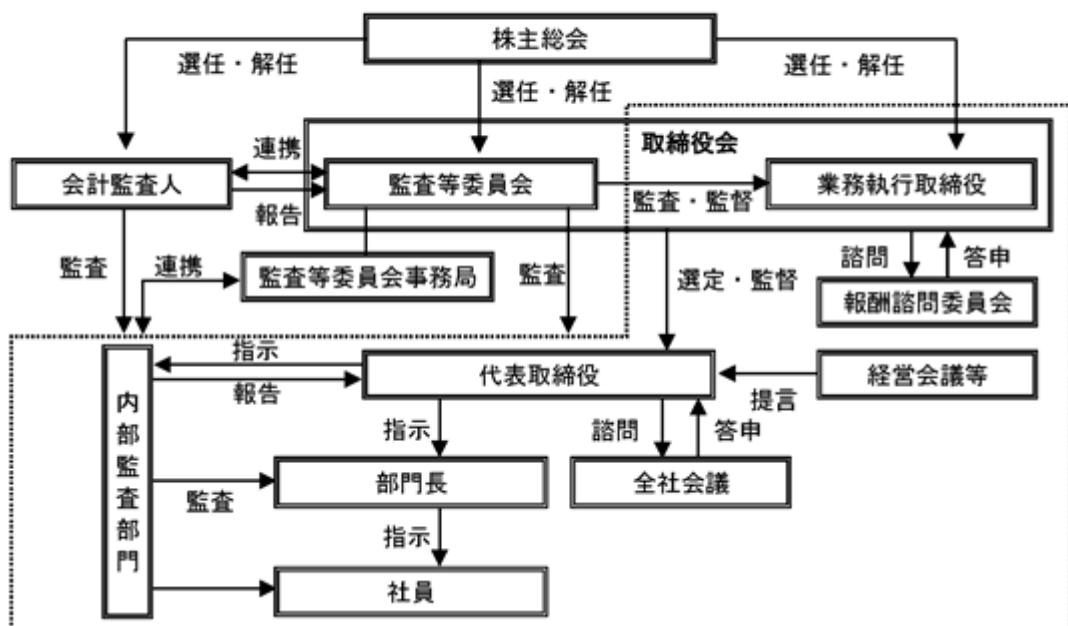 株主総会
選任・解任
選任・解任
選任・解任
取締役会
会計監査人
連携
報告
監査等委員会
監査・監督
業務執行取締役
監査
連携
監査等委員会事務局
監査
選定・監督
諮問
答申
報酬諮問委員会
内部監査部門
指示
報告
代表取締役
提言
経営会議等
指示
諮問
答申
監査
部門長
全社会議
指示
社員